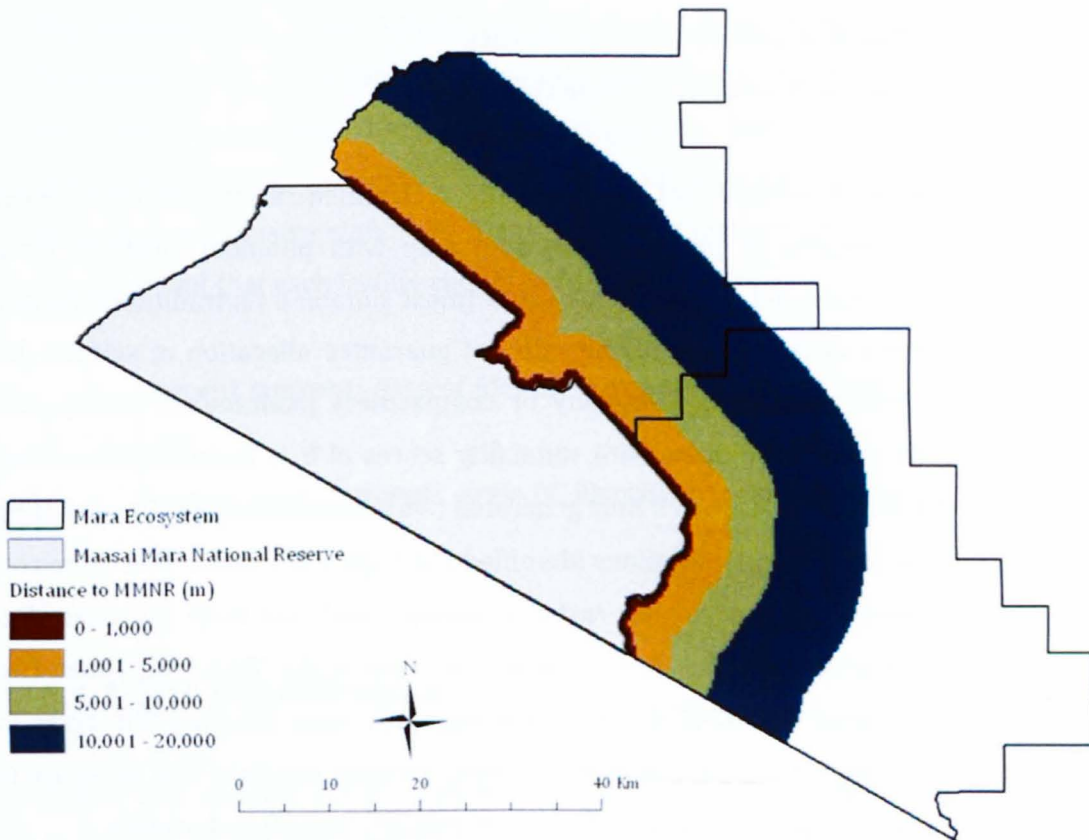 Mara Ecosystem
Maasai Mara National Reserve
Distance to MMNR (m)
0 - 1,000
1,001 - 5,000
5,001 - 10,000
10,001 - 20,000
N
0 10 20 40 Km